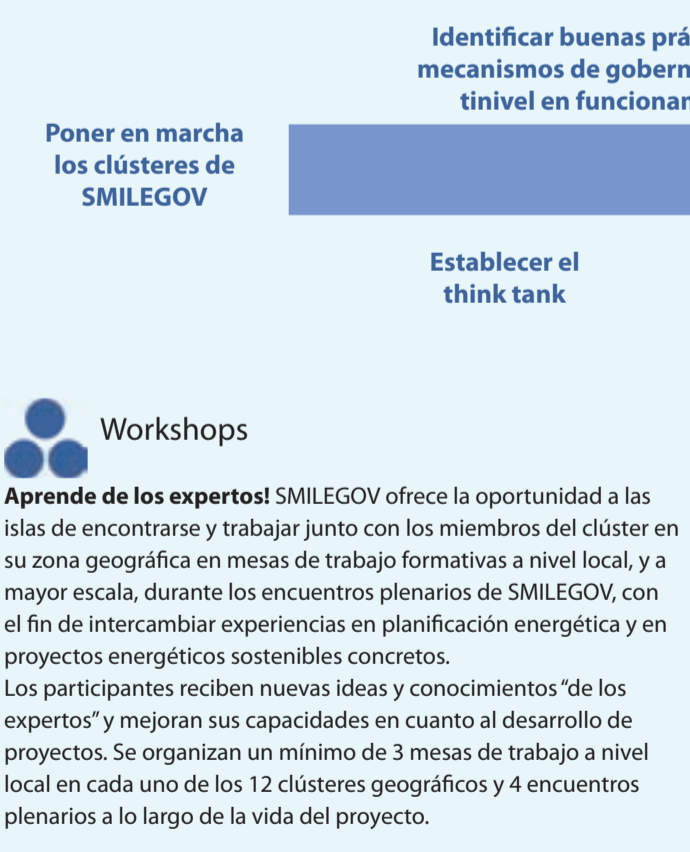 Identificar buenas prá
mecanismos de gobern
tinivel en funcionar
Poner en marcha
los clústeres de
SMILEGOV
Establecer el
think tank
Workshops
Aprende de los expertos! SMILEGOV ofrece la oportunidad a las
islas de encontrarse y trabajar junto con los miembros del clúster en
su zona geográfica en mesas de trabajo formativas a nivel local, y a
mayor escala, durante los encuentros plenarios de SMILEGOV, con
el fin de intercambiar experiencias en planificación energética y en
proyectos energéticos sostenibles concretos.
Los participantes reciben nuevas ideas y conocimientos “de los
expertos” y mejoran sus capacidades en cuanto al desarrollo de
proyectos. Se organizan un mínimo de 3 mesas de trabajo a nivel
local en cada uno de los 12 clústeres geográficos y 4 encuentros
plenarios a lo largo de la vida del proyecto.